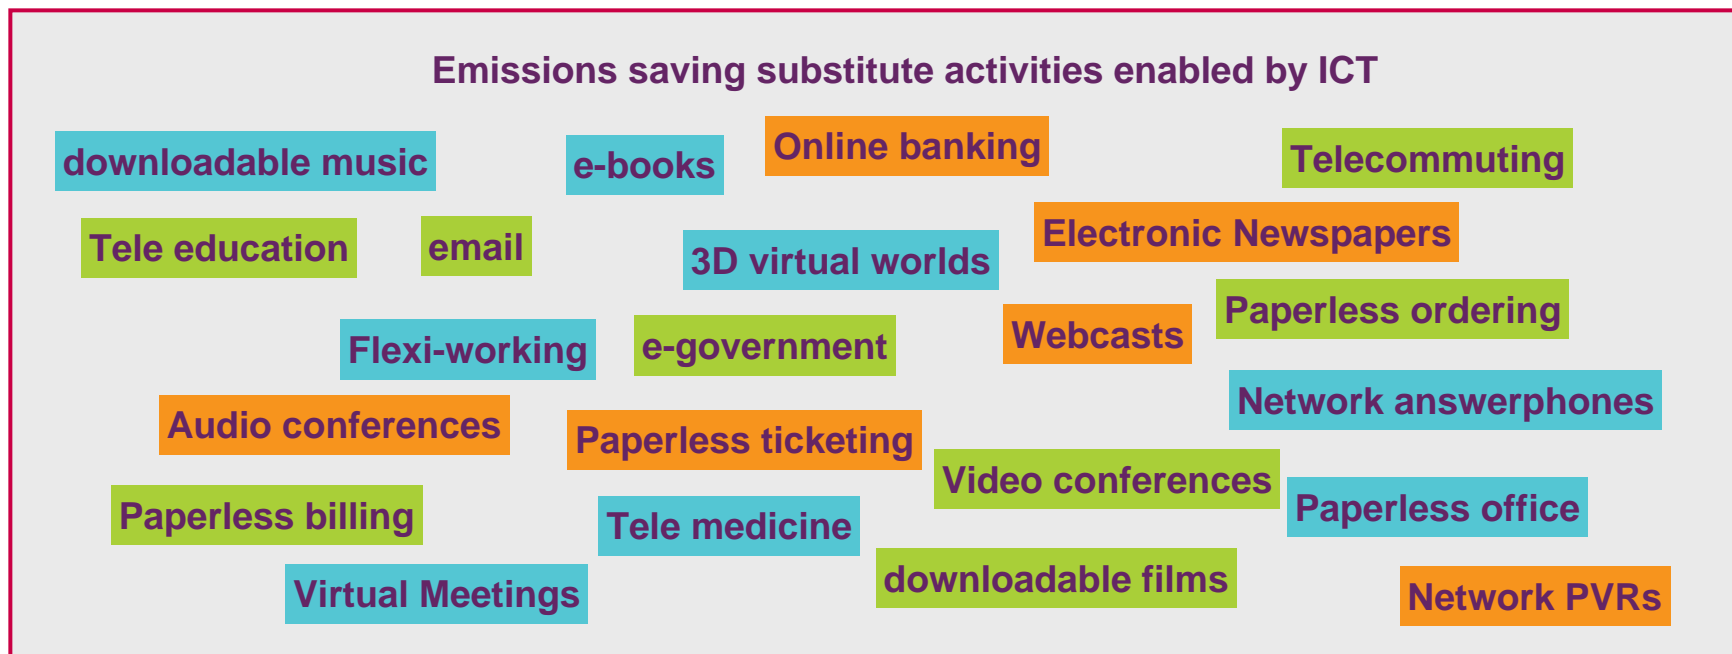 Emissions saving substitute activities enabled by ICT
downloadable music
e-books
Online banking
Telecommuting
Tele education
email
3D virtual worlds
Electronic Newspapers
Flexi-working
e-government
Webcasts
Paperless ordering
Audio conferences
Paperless ticketing
Network answerphones
Paperless billing
Tele medicine
Video conferences
Paperless office
Virtual Meetings
downloadable films
Network PVRs